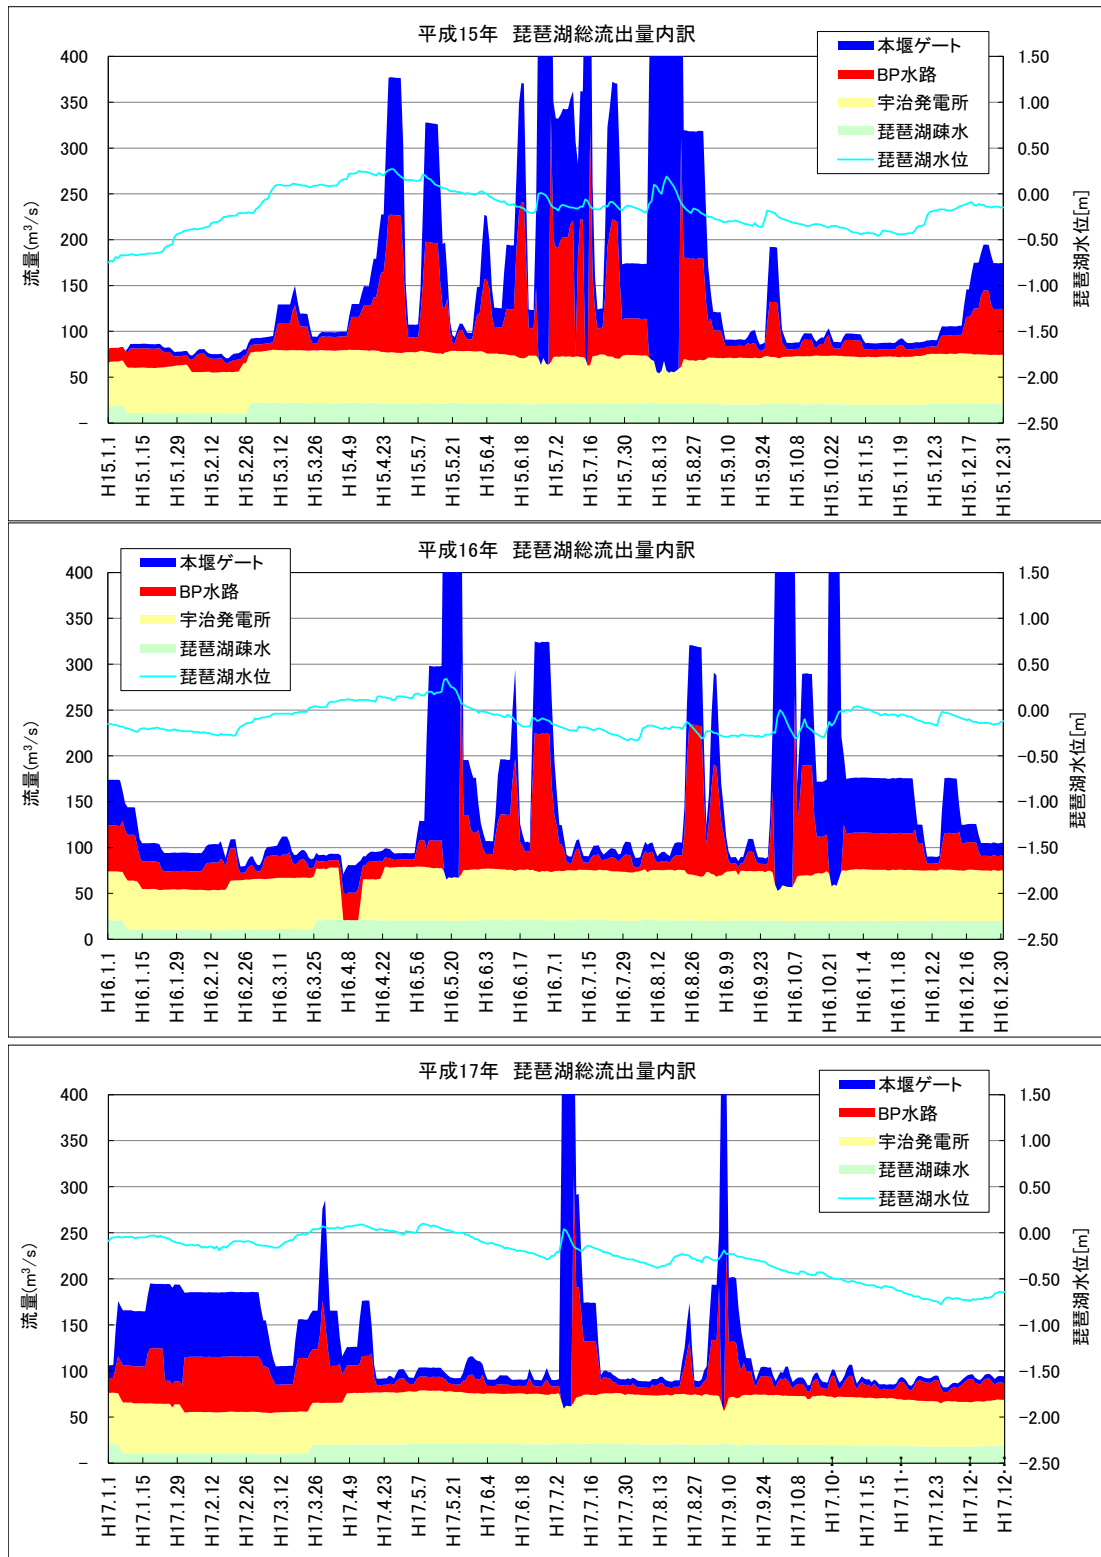 平成15年 琵琶湖総流出量内訳
本堰ゲート
BP水路
宇治発電所
琵琶湖疎水
琵琶湖水位
流量(m³/s)
400
350
300
250
200
150
100
50
-
1.50
1.00
0.50
0.00
-0.50
-1.00
-1.50
-2.00
-2.50
琵琶湖水位[m]
H15.1.1
H15.1.15
H15.1.29
H15.2.12
H15.2.26
H15.3.12
H15.3.26
H15.4.9
H15.4.23
H15.5.7
H15.5.21
H15.6.4
H15.6.18
H15.7.2
H15.7.16
H15.7.30
H15.8.13
H15.8.27
H15.9.10
H15.9.24
H15.10.8
H15.10.22
H15.11.5
H15.11.19
H15.12.3
H15.12.17
H15.12.31
平成16年 琵琶湖総流出量内訳
本堰ゲート
BP水路
宇治発電所
琵琶湖疎水
琵琶湖水位
流量(m³/s)
400
350
300
250
200
150
100
50
0
1.50
1.00
0.50
0.00
-0.50
-1.00
-1.50
-2.00
-2.50
琵琶湖水位[m]
H16.1.1
H16.1.15
H16.1.29
H16.2.12
H16.2.26
H16.3.11
H16.3.25
H16.4.8
H16.4.22
H16.5.6
H16.5.20
H16.6.3
H16.6.17
H16.7.1
H16.7.15
H16.7.29
H16.8.12
H16.8.26
H16.9.9
H16.9.23
H16.10.7
H16.10.21
H16.11.4
H16.11.18
H16.12.2
H16.12.16
H16.12.30
平成17年 琵琶湖総流出量内訳
本堰ゲート
BP水路
宇治発電所
琵琶湖疎水
琵琶湖水位
流量(m³/s)
400
350
300
250
200
150
100
50
-
1.50
1.00
0.50
0.00
-0.50
-1.00
-1.50
-2.00
-2.50
琵琶湖水位[m]
H17.1.1
H17.1.15
H17.1.29
H17.2.12
H17.2.26
H17.3.12
H17.3.26
H17.4.9
H17.4.23
H17.5.7
H17.5.21
H17.6.4
H17.6.18
H17.7.2
H17.7.16
H17.7.30
H17.8.13
H17.8.27
H17.9.10
H17.9.24
H17.10.8
H17.10…
H17.11.5
H17.11…
H17.12.3
H17.12…
H17.12…